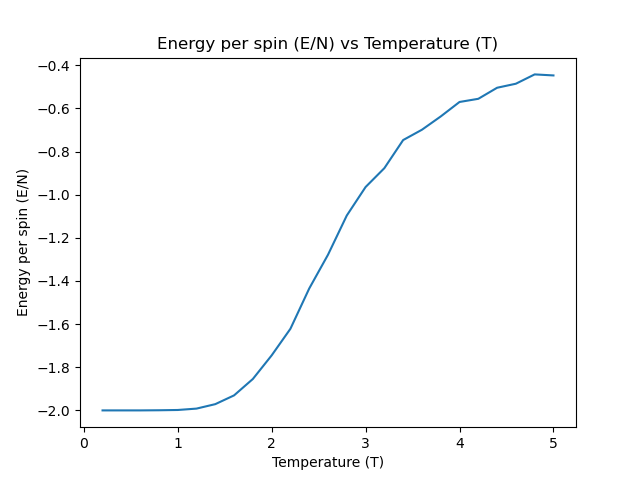 Energy per spin (E/N) vs Temperature (T)
Energy per spin (E/N)
−0.4
−0.6
−0.8
−1.0
−1.2
−1.4
−1.6
−1.8
−2.0
0 1 2 3 4 5
Temperature (T)